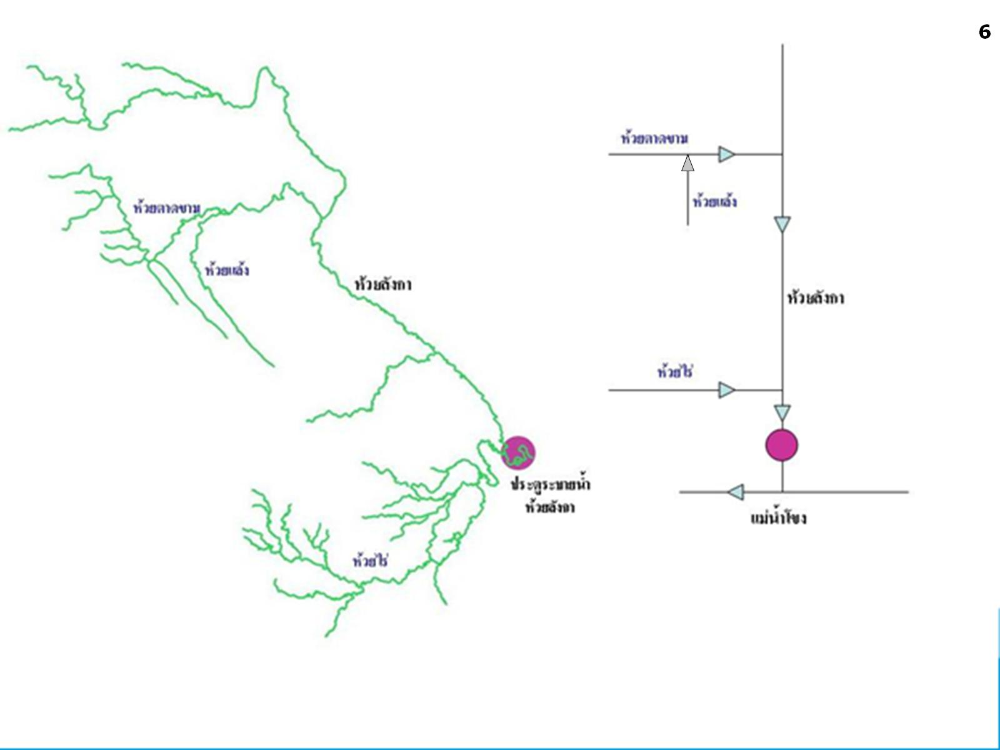 6
ห้วยตาดขาม
ห้วยแล้ง
ห้วยลังกา
ประตูระบายน้ำ
ห้วยลังกา
ห้วยไร่
ห้วยตาดขาม
ห้วยแล้ง
ห้วยลังกา
ห้วยไร่
แม่น้ำโขง